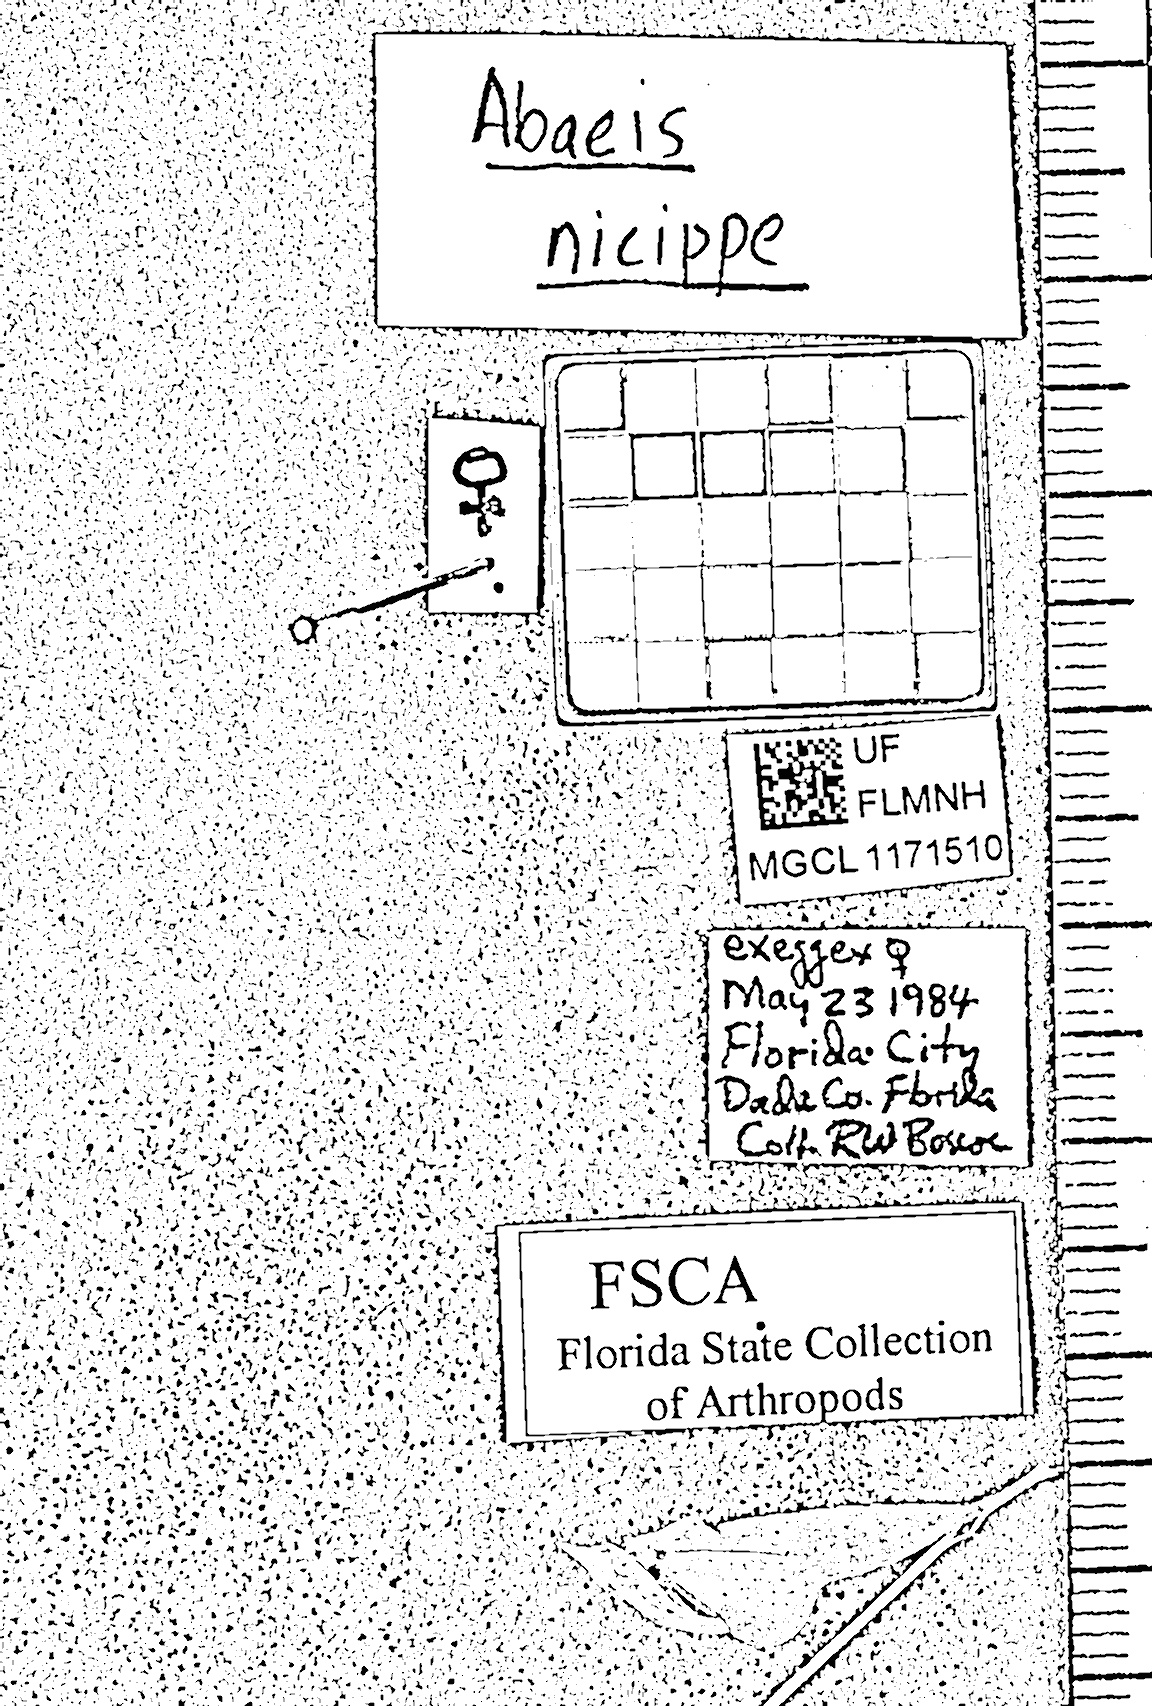 Abaeis
nicippe
♀
UF
FLMNH
MGCL 1171510
exeggex ♀
May 23 1984
Florida City
Dade Co. Florida
Coll. RW Boscoe
FSCA
Florida State Collection
of Arthropods